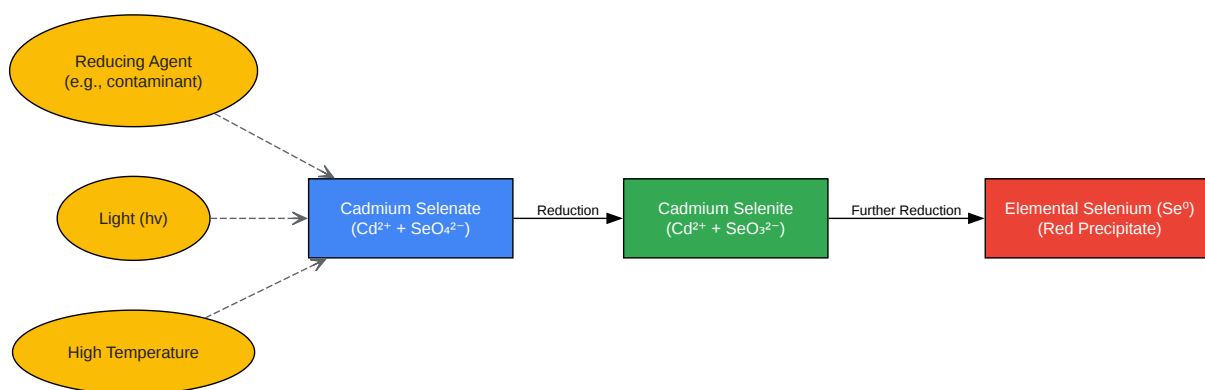 Reducing Agent
(e.g., contaminant)
Light (hv)
High Temperature
Cadmium Selenate
(Cd²⁺ + SeO₄²⁻)
Reduction
Cadmium Selenite
(Cd²⁺ + SeO₃²⁻)
Further Reduction
Elemental Selenium (Se⁰)
(Red Precipitate)